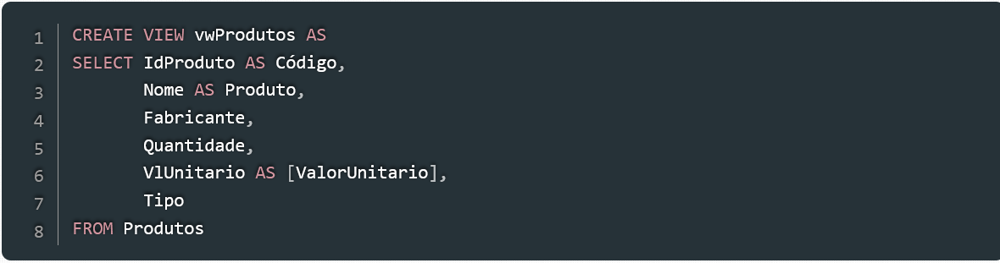 1 CREATE VIEW vwProdutos AS
2 SELECT IdProduto AS Código,
3 Nome AS Produto,
4 Fabricante,
5 Quantidade,
6 VlUnitario AS [ValorUnitario],
7 Tipo
8 FROM Produtos